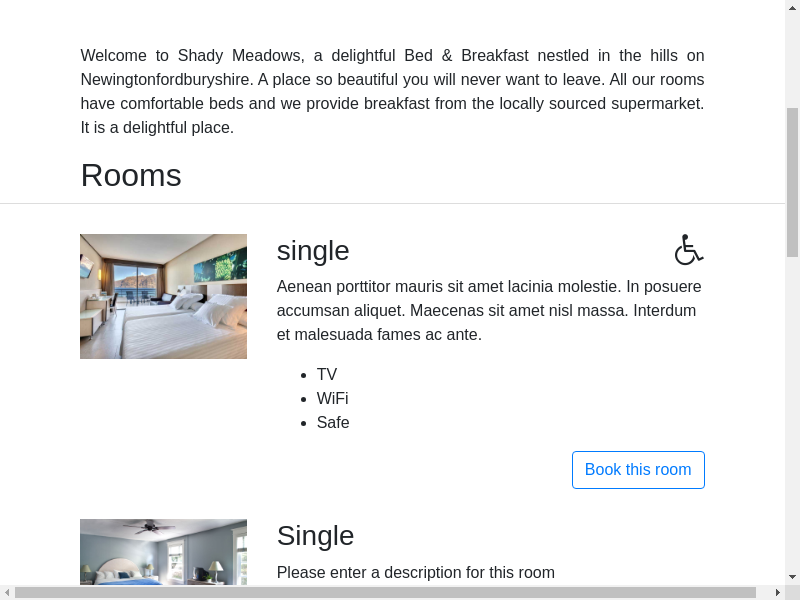 Welcome to Shady Meadows, a delightful Bed & Breakfast nestled in the hills on
Newingtonfordburyshire. A place so beautiful you will never want to leave. All our rooms
have comfortable beds and we provide breakfast from the locally sourced supermarket.
It is a delightful place.
Rooms
single
Aenean porttitor mauris sit amet lacinia molestie. In posuere
accumsan aliquet. Maecenas sit amet nisl massa. Interdum
et malesuada fames ac ante.
TV
WiFi
Safe
Book this room
Single
Please enter a description for this room